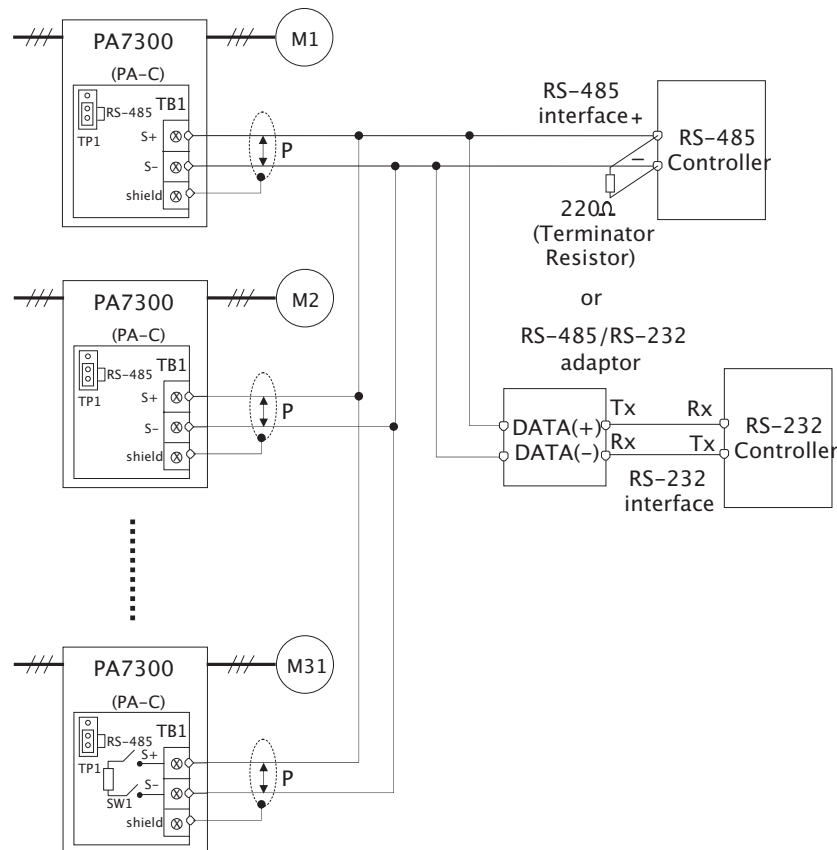 PA7300
(PA-C)
M1
RS-485
TP1
TB1
S+
S-
shield
P
RS-485
interface
+
−
RS-485
Controller
220Ω
(Terminator
Resistor)
or
RS-485/RS-232
adaptor
DATA(+)
DATA(-)
Tx
Rx
Rx
Tx
RS-232
interface
RS-232
Controller
PA7300
(PA-C)
M2
RS-485
TP1
TB1
S+
S-
shield
P
PA7300
(PA-C)
M31
RS-485
TP1
TB1
S+
S-
SW1
shield
P